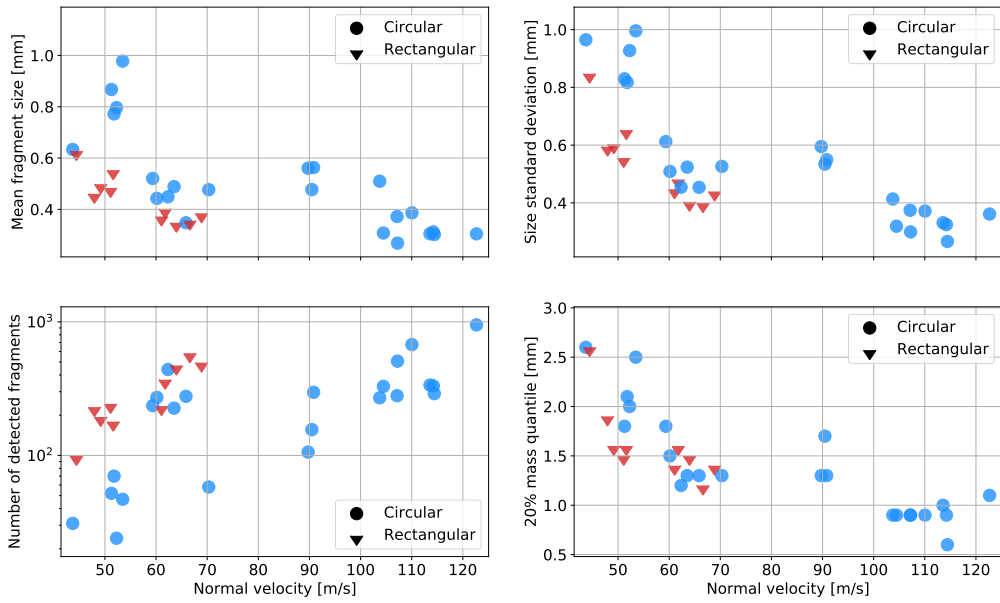 Mean fragment size [mm]
1.0
0.8
0.6
0.4
Circular
Rectangular
Size standard deviation [mm]
1.0
0.8
0.6
0.4
Circular
Rectangular
Number of detected fragments
10³
10²
Circular
Rectangular
50 60 70 80 90 100 110 120
Normal velocity [m/s]
20% mass quantile [mm]
3.0
2.5
2.0
1.5
1.0
0.5
Circular
Rectangular
50 60 70 80 90 100 110 120
Normal velocity [m/s]